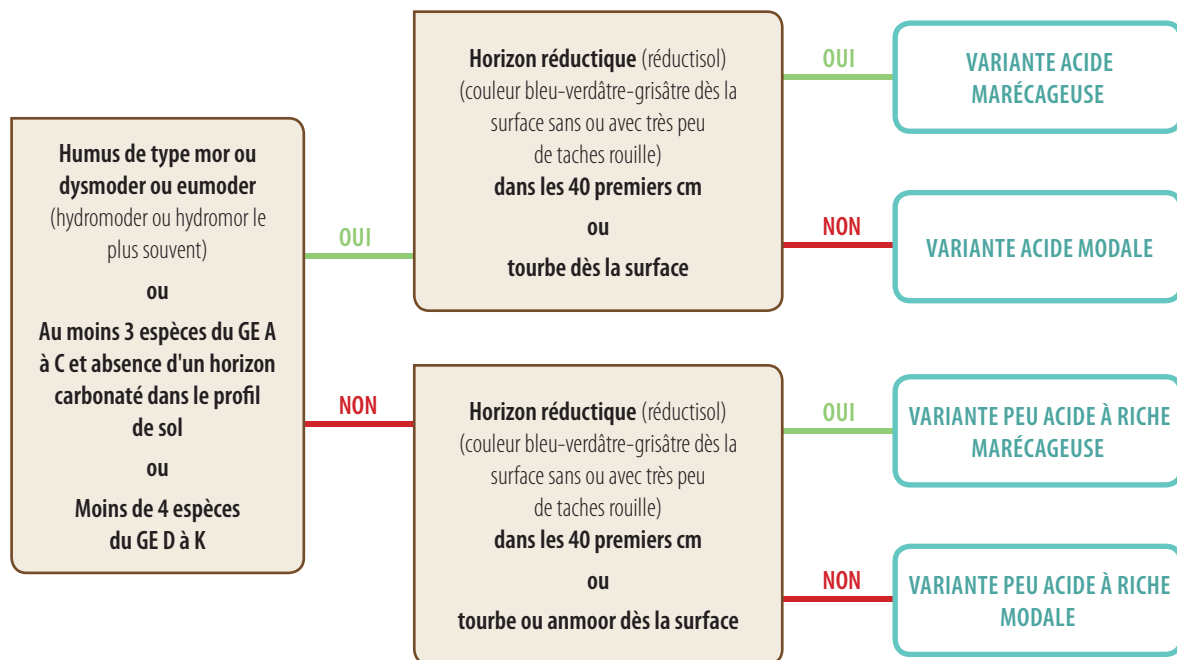 Humus de type mor ou
dysmoder ou eumoder
(hydromoder ou hydromor le
plus souvent)
ou
Au moins 3 espèces du GE A
à C et absence d'un horizon
carbonaté dans le profil
de sol
ou
Moins de 4 espèces
du GE D à K
OUI
NON
Horizon réductique (réductisol)
(couleur bleu-verdâtre-grisâtre dès la
surface sans ou avec très peu
de taches rouille)
dans les 40 premiers cm
ou
tourbe dès la surface
OUI
NON
VARIANTE ACIDE
MARÉCAGEUSE
VARIANTE ACIDE MODALE
Horizon réductique (réductisol)
(couleur bleu-verdâtre-grisâtre dès la
surface sans ou avec très peu
de taches rouille)
dans les 40 premiers cm
ou
tourbe ou anmoor dès la surface
OUI
NON
VARIANTE PEU ACIDE À RICHE
MARÉCAGEUSE
VARIANTE PEU ACIDE À RICHE
MODALE